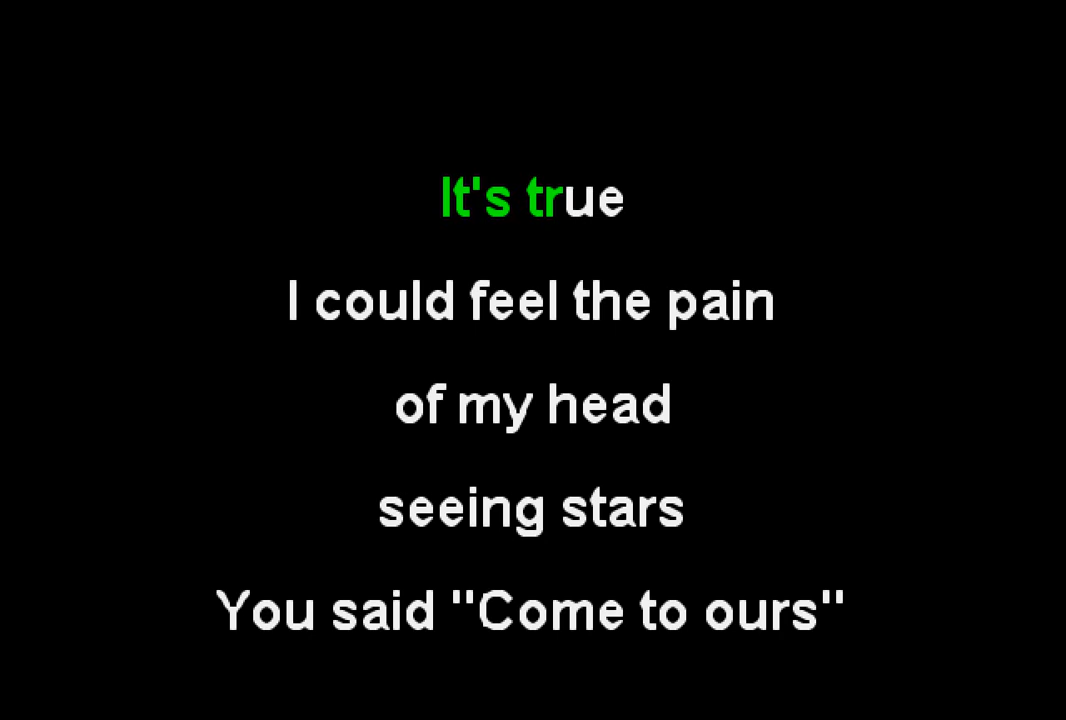 It's true
I could feel the pain
of my head
seeing stars
You said "Come to ours"